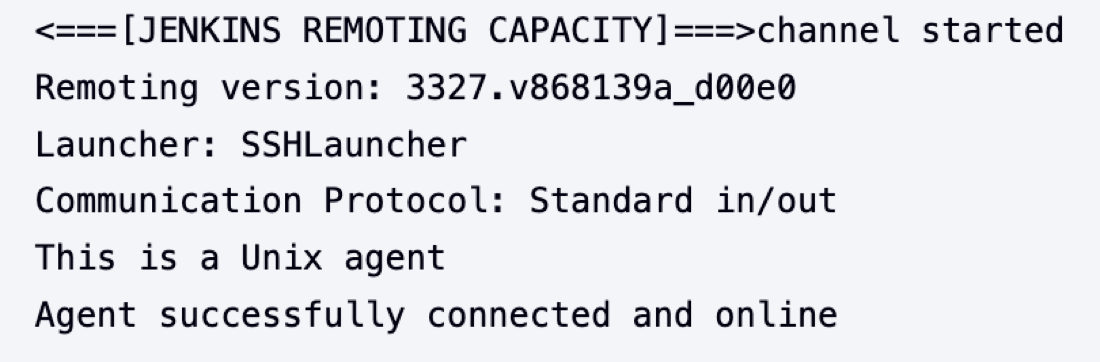 <===[JENKINS REMOTING CAPACITY]===>channel started
Remoting version: 3327.v868139a_d00e0
Launcher: SSHLauncher
Communication Protocol: Standard in/out
This is a Unix agent
Agent successfully connected and online